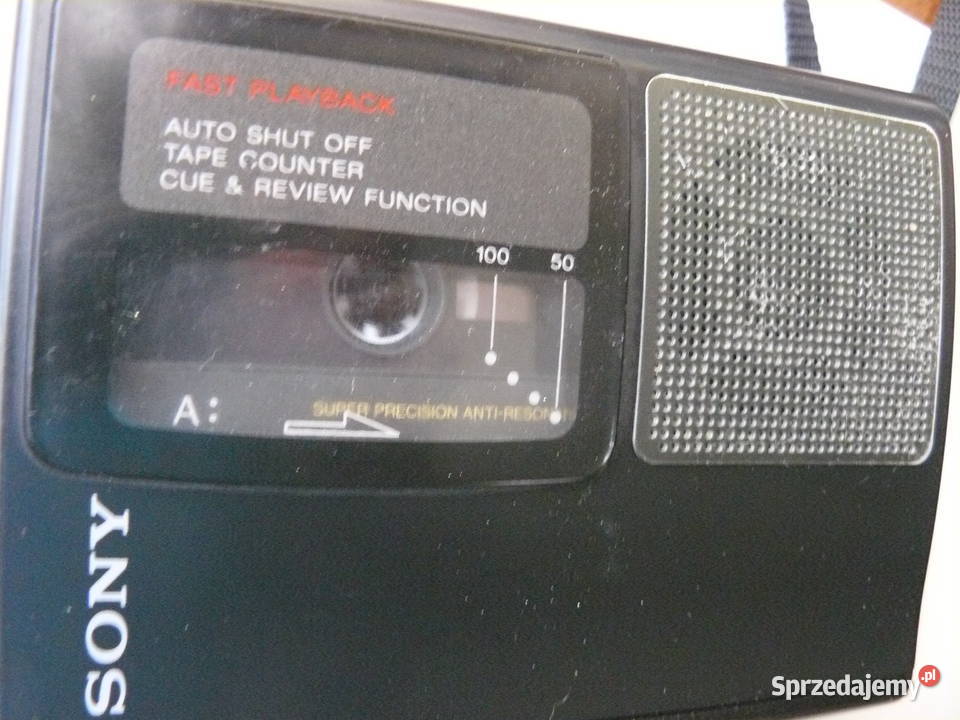 FAST PLAYBACK
AUTO SHUT OFF
TAPE COUNTER
CUE & REVIEW FUNCTION
100 50
A:
SUPER PRECISION ANTI-RESON
SONY
Sprzedajemy.pl